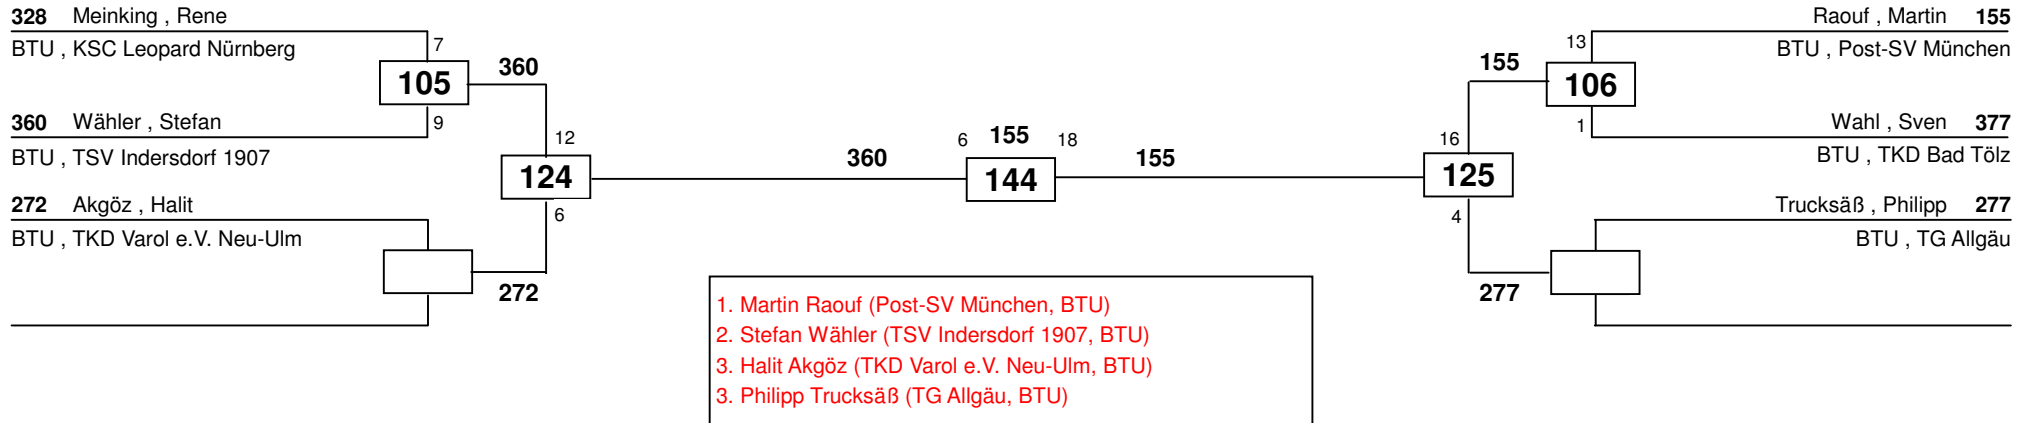 328 Meinking , Rene
BTU , KSC Leopard Nürnberg
7
105
360
9
360 Wähler , Stefan
BTU , TSV Indersdorf 1907
12
124
6
272 Akgöz , Halit
BTU , TKD Varol e.V. Neu-Ulm
272
360
6 155 18
144
155
Raouf , Martin 155
BTU , Post-SV München
13
155
106
1
Wahl , Sven 377
BTU , TKD Bad Tölz
16
125
4
Trucksäß , Philipp 277
BTU , TG Allgäu
277
1. Martin Raouf (Post-SV München, BTU)
2. Stefan Wähler (TSV Indersdorf 1907, BTU)
3. Halit Akgöz (TKD Varol e.V. Neu-Ulm, BTU)
3. Philipp Trucksäß (TG Allgäu, BTU)